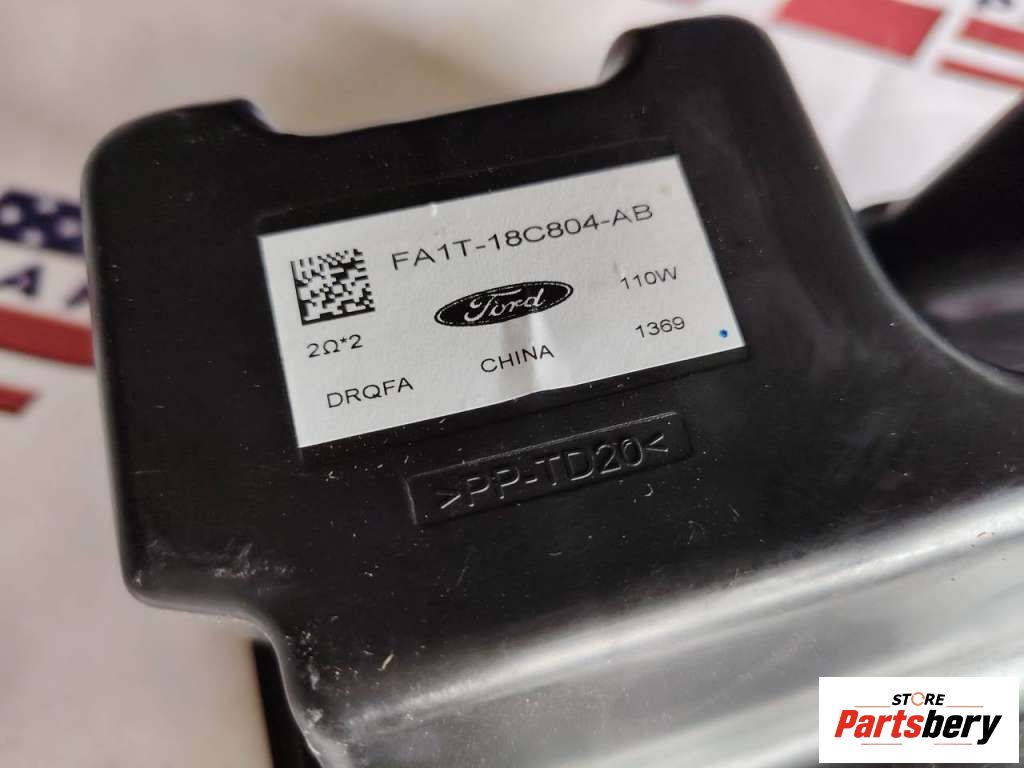 FA1T-18C804-AB
Ford
110W
2Ω*2
CHINA
1369
DRQFA
>PP-TD20<
STORE
Partsbery